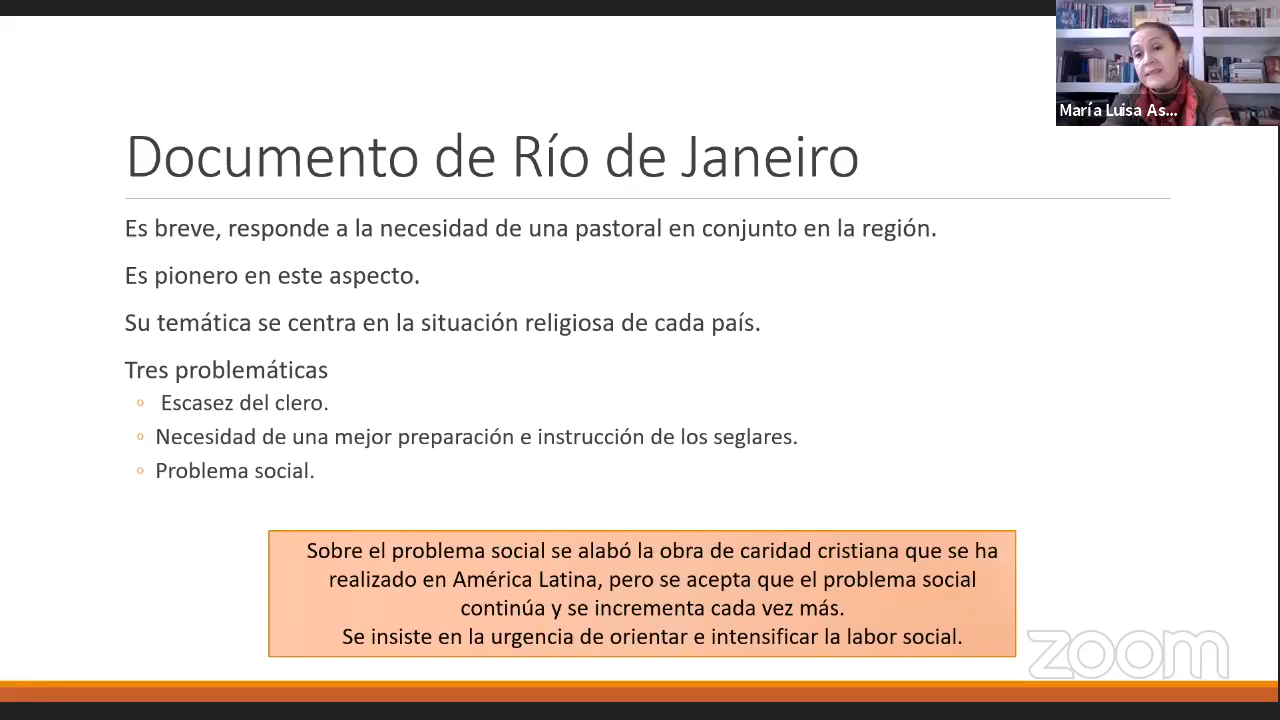 María Luisa As...
Documento de Río de Janeiro
Es breve, responde a la necesidad de una pastoral en conjunto en la región.
Es pionero en este aspecto.
Su temática se centra en la situación religiosa de cada país.
Tres problemáticas
◦ Escasez del clero.
◦ Necesidad de una mejor preparación e instrucción de los seglares.
◦ Problema social.
Sobre el problema social se alabó la obra de caridad cristiana que se ha
realizado en América Latina, pero se acepta que el problema social
continúa y se incrementa cada vez más.
Se insiste en la urgencia de orientar e intensificar la labor social.
zoom